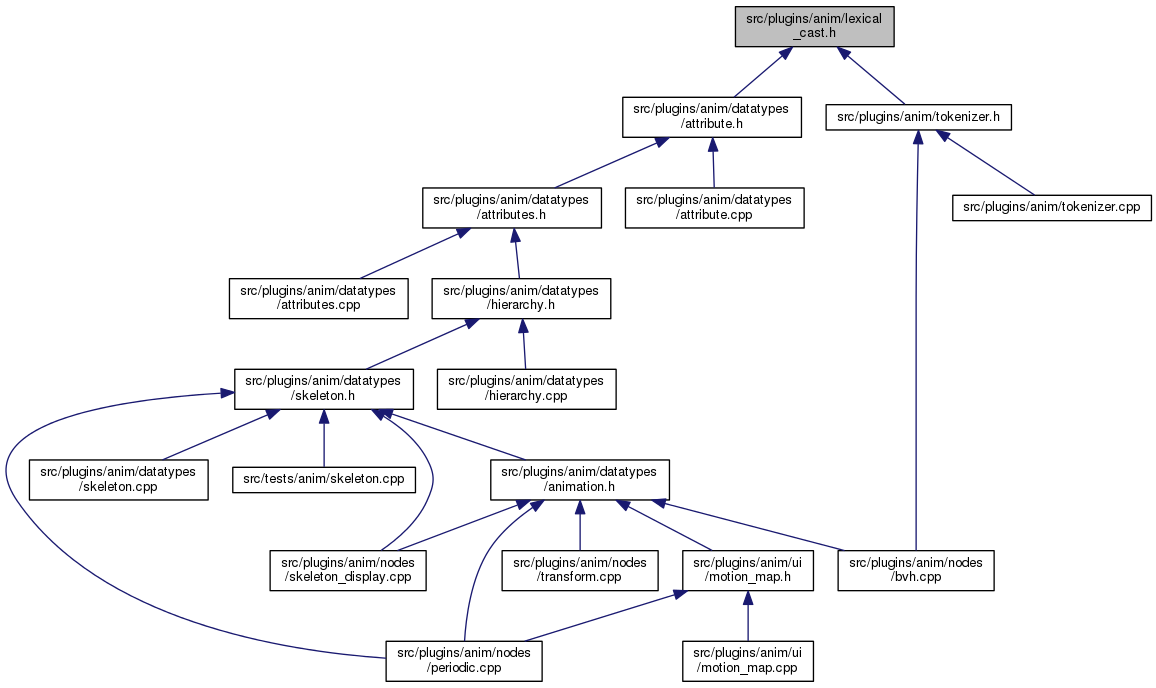 src/plugins/anim/lexical
_cast.h
src/plugins/anim/datatypes
/attribute.h
src/plugins/anim/tokenizer.h
src/plugins/anim/datatypes
/attributes.h
src/plugins/anim/datatypes
/attribute.cpp
src/plugins/anim/tokenizer.cpp
src/plugins/anim/datatypes
/attributes.cpp
src/plugins/anim/datatypes
/hierarchy.h
src/plugins/anim/datatypes
/skeleton.h
src/plugins/anim/datatypes
/hierarchy.cpp
src/plugins/anim/datatypes
/skeleton.cpp
src/tests/anim/skeleton.cpp
src/plugins/anim/datatypes
/animation.h
src/plugins/anim/nodes
/skeleton_display.cpp
src/plugins/anim/nodes
/transform.cpp
src/plugins/anim/ui
/motion_map.h
src/plugins/anim/nodes
/bvh.cpp
src/plugins/anim/nodes
/periodic.cpp
src/plugins/anim/ui
/motion_map.cpp